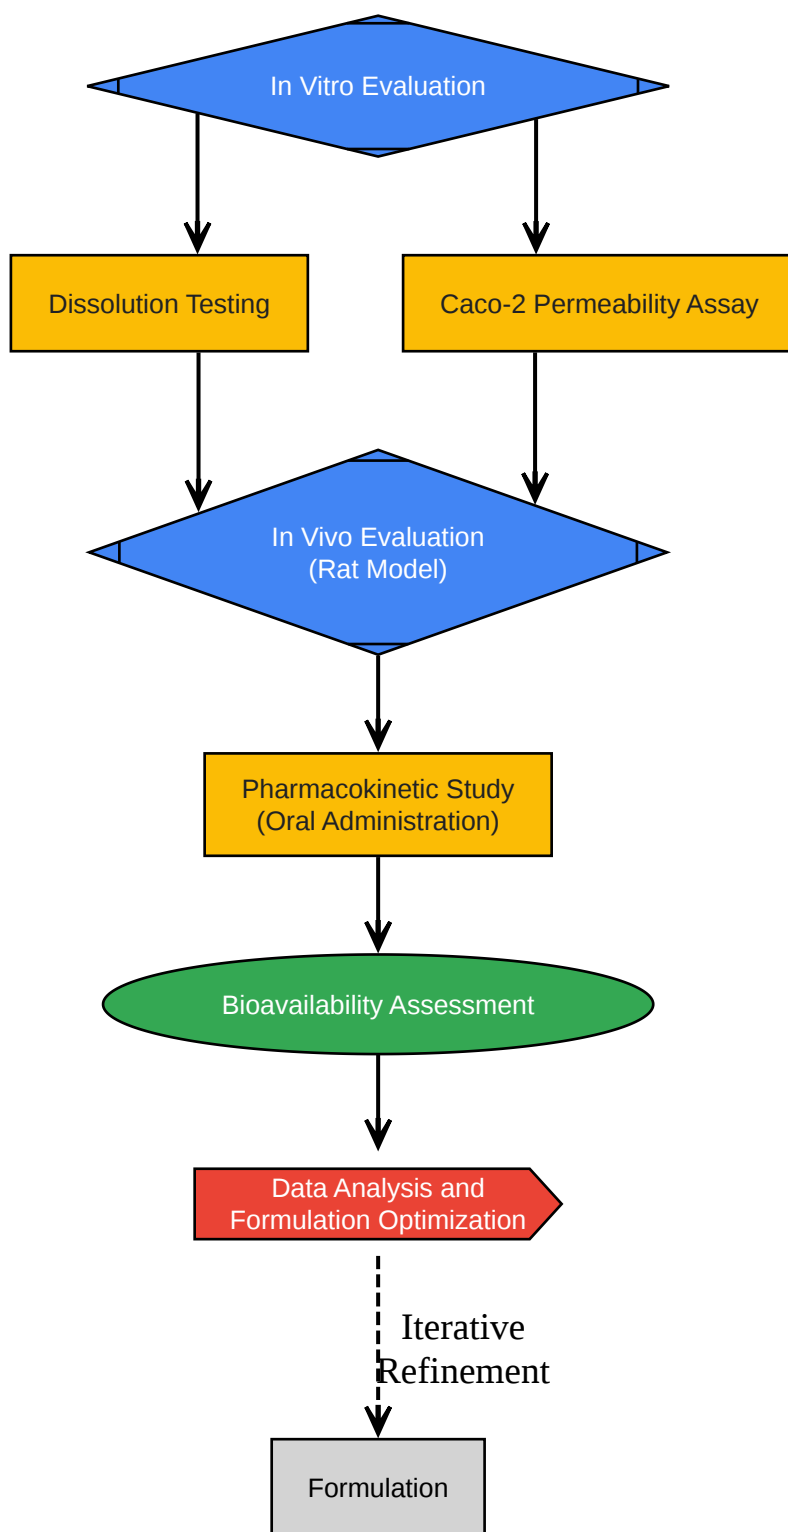 In Vitro Evaluation
Dissolution Testing
Caco-2 Permeability Assay
In Vivo Evaluation
(Rat Model)
Pharmacokinetic Study
(Oral Administration)
Bioavailability Assessment
Data Analysis and
Formulation Optimization
Iterative
Refinement
Formulation